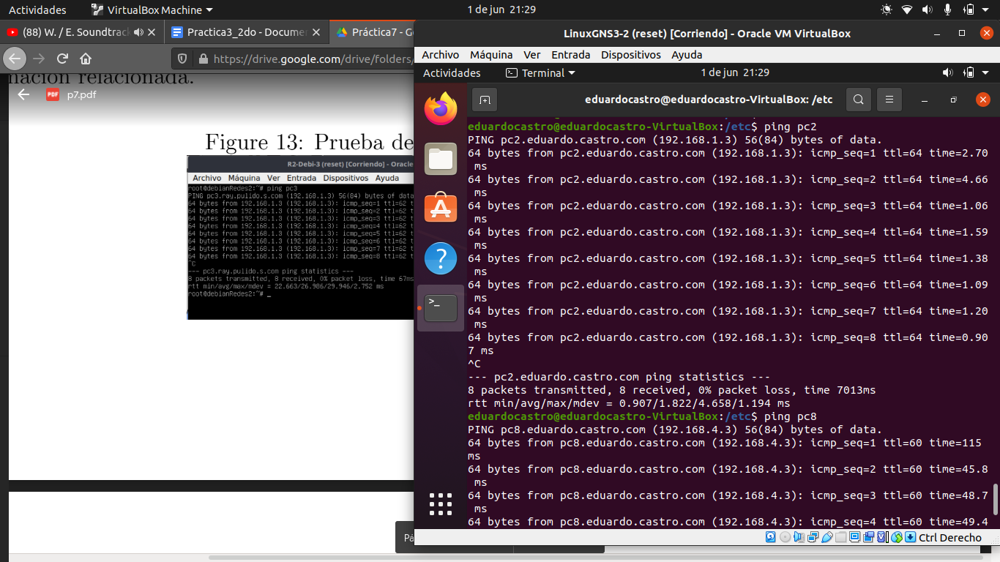 Actividades
VirtualBox Machine
1 de jun 21:29
(88) W. / E. Soundtrack
Practica3_2do - Documen
Práctica7 - G
https://drive.google.com/drive/folders/
mación relacionada.
PDF p7.pdf
Figure 13: Prueba de
R2-Debi-3 (reset) [Corriendo] - Oracle
Archivo Máquina Ver Entrada Dispositivos Ayuda
root@debianRedes2:~# ping pc3
PING pc3.ray.pulido.s.com (192.168.1.3) 56(84) bytes of data
64 bytes from 192.168.1.3 (192.168.1.3): icmp_seq=1 ttl=62 t
64 bytes from 192.168.1.3 (192.168.1.3): icmp_seq=2 ttl=62 t
64 bytes from 192.168.1.3 (192.168.1.3): icmp_seq=3 ttl=62 t
64 bytes from 192.168.1.3 (192.168.1.3): icmp_seq=4 ttl=62 t
64 bytes from 192.168.1.3 (192.168.1.3): icmp_seq=5 ttl=62 t
64 bytes from 192.168.1.3 (192.168.1.3): icmp_seq=6 ttl=62 t
64 bytes from 192.168.1.3 (192.168.1.3): icmp_seq=7 ttl=62 t
64 bytes from 192.168.1.3 (192.168.1.3): icmp_seq=8 ttl=62 t
^C
--- pc3.ray.pulido.s.com ping statistics ---
8 packets transmitted, 8 received, 0% packet loss, time 67ms
rtt min/avg/max/mdev = 22.663/26.986/29.946/2.752 ms
root@debianRedes2:~# _
Pá
LinuxGNS3-2 (reset) [Corriendo] - Oracle VM VirtualBox
Archivo Máquina Ver Entrada Dispositivos Ayuda
Actividades
Terminal
1 de jun 21:29
eduardocastro@eduardocastro-VirtualBox: /etc
eduardocastro@eduardocastro-VirtualBox:/etc$ ping pc2
PING pc2.eduardo.castro.com (192.168.1.3) 56(84) bytes of data.
64 bytes from pc2.eduardo.castro.com (192.168.1.3): icmp_seq=1 ttl=64 time=2.70
ms
64 bytes from pc2.eduardo.castro.com (192.168.1.3): icmp_seq=2 ttl=64 time=4.66
ms
64 bytes from pc2.eduardo.castro.com (192.168.1.3): icmp_seq=3 ttl=64 time=1.06
ms
64 bytes from pc2.eduardo.castro.com (192.168.1.3): icmp_seq=4 ttl=64 time=1.59
ms
64 bytes from pc2.eduardo.castro.com (192.168.1.3): icmp_seq=5 ttl=64 time=1.38
ms
64 bytes from pc2.eduardo.castro.com (192.168.1.3): icmp_seq=6 ttl=64 time=1.09
ms
64 bytes from pc2.eduardo.castro.com (192.168.1.3): icmp_seq=7 ttl=64 time=1.20
ms
64 bytes from pc2.eduardo.castro.com (192.168.1.3): icmp_seq=8 ttl=64 time=0.90
7 ms
^C
--- pc2.eduardo.castro.com ping statistics ---
8 packets transmitted, 8 received, 0% packet loss, time 7013ms
rtt min/avg/max/mdev = 0.907/1.822/4.658/1.194 ms
eduardocastro@eduardocastro-VirtualBox:/etc$ ping pc8
PING pc8.eduardo.castro.com (192.168.4.3) 56(84) bytes of data.
64 bytes from pc8.eduardo.castro.com (192.168.4.3): icmp_seq=1 ttl=60 time=115
ms
64 bytes from pc8.eduardo.castro.com (192.168.4.3): icmp_seq=2 ttl=60 time=45.8
ms
64 bytes from pc8.eduardo.castro.com (192.168.4.3): icmp_seq=3 ttl=60 time=48.7
ms
64 bytes from pc8.eduardo.castro.com (192.168.4.3): icmp_seq=4 ttl=60 time=49.4
Ctrl Derecho